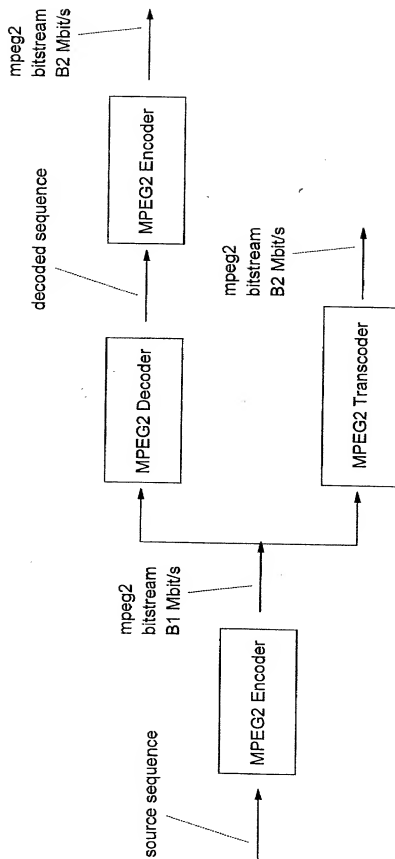 source sequence
MPEG2 Encoder
mpeg2
bitstream
B1 Mbit/s
MPEG2 Decoder
decoded sequence
MPEG2 Encoder
mpeg2
bitstream
B2 Mbit/s
MPEG2 Transcoder
mpeg2
bitstream
B2 Mbit/s